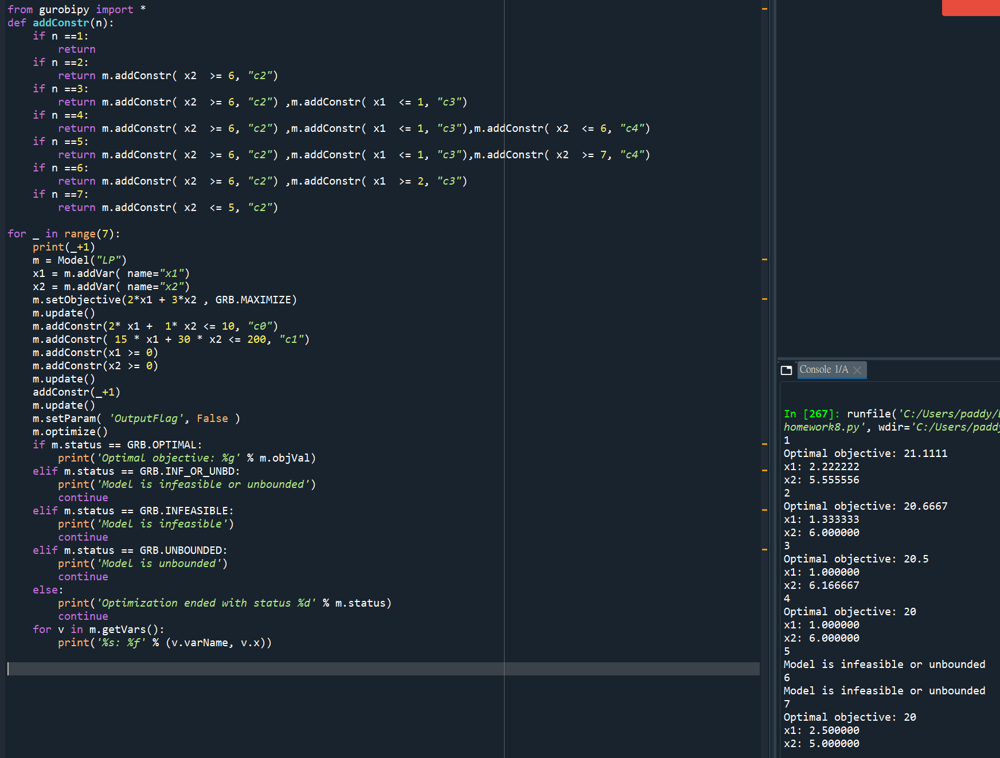 from gurobipy import *
def addConstr(n):
    if n ==1:
        return
    if n ==2:
        return m.addConstr( x2  >= 6, "c2")
    if n ==3:
        return m.addConstr( x2  >= 6, "c2") ,m.addConstr( x1  <= 1, "c3")
    if n ==4:
        return m.addConstr( x2  >= 6, "c2") ,m.addConstr( x1  <= 1, "c3"),m.addConstr( x2  <= 6, "c4")
    if n ==5:
        return m.addConstr( x2  >= 6, "c2") ,m.addConstr( x1  <= 1, "c3"),m.addConstr( x2  >= 7, "c4")
    if n ==6:
        return m.addConstr( x2  >= 6, "c2") ,m.addConstr( x1  >= 2, "c3")
    if n ==7:
        return m.addConstr( x2  <= 5, "c2")
for _ in range(7):
    print(_+1)
    m = Model("LP")
    x1 = m.addVar( name="x1")
    x2 = m.addVar( name="x2")
    m.setObjective(2*x1 + 3*x2 , GRB.MAXIMIZE)
    m.update()
    m.addConstr(2* x1 +  1* x2 <= 10, "c0")
    m.addConstr( 15 * x1 + 30 * x2 <= 200, "c1")
    m.addConstr(x1 >= 0)
    m.addConstr(x2 >= 0)
    m.update()
    addConstr(_+1)
    m.update()
    m.setParam( 'OutputFlag', False )
    m.optimize()
    if m.status == GRB.OPTIMAL:
        print('Optimal objective: %g' % m.objVal)
    elif m.status == GRB.INF_OR_UNBD:
        print('Model is infeasible or unbounded')
        continue
    elif m.status == GRB.INFEASIBLE:
        print('Model is infeasible')
        continue
    elif m.status == GRB.UNBOUNDED:
        print('Model is unbounded')
        continue
    else:
        print('Optimization ended with status %d' % m.status)
        continue
    for v in m.getVars():
        print('%s: %f' % (v.varName, v.x))
Console 1/A
In [267]: runfile('C:/Users/paddy/
homework8.py', wdir='C:/Users/paddy
1
Optimal objective: 21.1111
x1: 2.222222
x2: 5.555556
2
Optimal objective: 20.6667
x1: 1.333333
x2: 6.000000
3
Optimal objective: 20.5
x1: 1.000000
x2: 6.166667
4
Optimal objective: 20
x1: 1.000000
x2: 6.000000
5
Model is infeasible or unbounded
6
Model is infeasible or unbounded
7
Optimal objective: 20
x1: 2.500000
x2: 5.000000